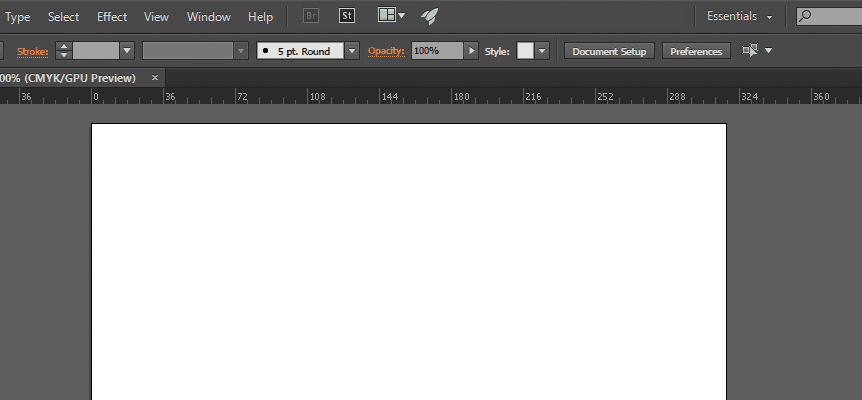 Type Select Effect View Window Help Br St Essentials
Stroke: 5 pt. Round Opacity: 100% Style: Document Setup Preferences
00% (CMYK/GPU Preview) ×
36 0 36 72 108 144 180 216 252 288 324 360